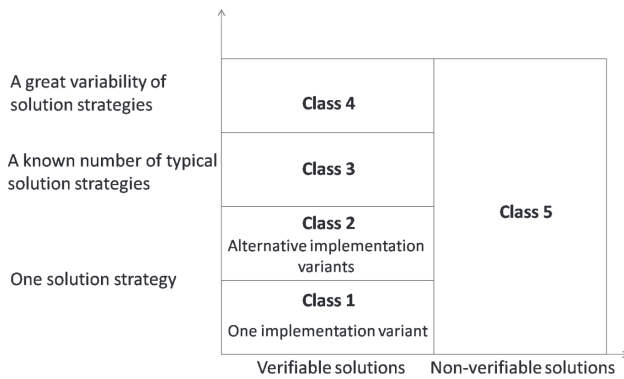 A great variability of
solution strategies
Class 4
A known number of typical
solution strategies
Class 3
Class 5
Class 2
Alternative implementation
variants
One solution strategy
Class 1
One implementation variant
Verifiable solutions
Non-verifiable solutions